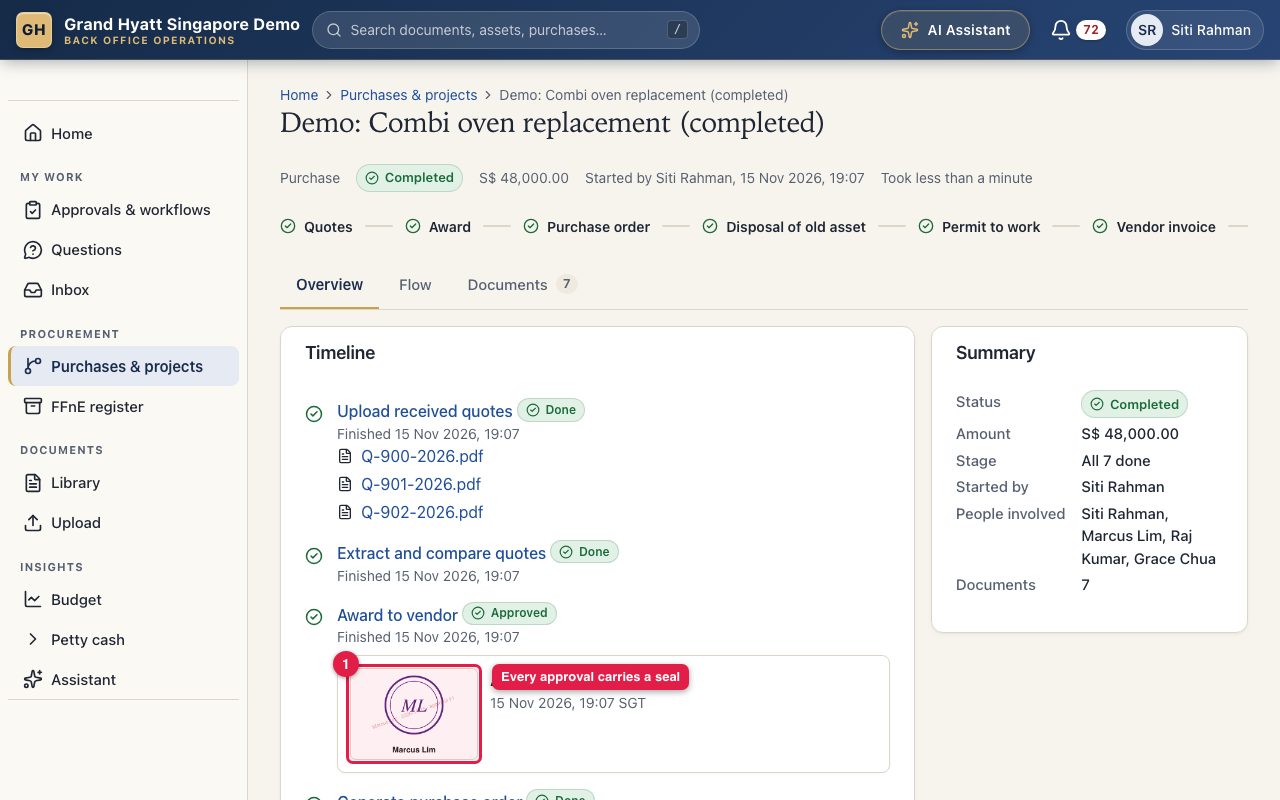 GH
Grand Hyatt Singapore Demo
BACK OFFICE OPERATIONS
Search documents, assets, purchases...
/
AI Assistant
72
SR
Siti Rahman
Home
MY WORK
Approvals & workflows
Questions
Inbox
PROCUREMENT
Purchases & projects
FFnE register
DOCUMENTS
Library
Upload
INSIGHTS
Budget
Petty cash
Assistant
Home > Purchases & projects > Demo: Combi oven replacement (completed)
Demo: Combi oven replacement (completed)
Purchase Completed S$ 48,000.00 Started by Siti Rahman, 15 Nov 2026, 19:07 Took less than a minute
Quotes Award Purchase order Disposal of old asset Permit to work Vendor invoice
Overview Flow Documents 7
Timeline
Upload received quotes Done
Finished 15 Nov 2026, 19:07
Q-900-2026.pdf
Q-901-2026.pdf
Q-902-2026.pdf
Extract and compare quotes Done
Finished 15 Nov 2026, 19:07
Award to vendor Approved
Finished 15 Nov 2026, 19:07
1
ML
Marcus Lim
Every approval carries a seal
15 Nov 2026, 19:07 SGT
Generate purchase order Done
Summary
Status Completed
Amount S$ 48,000.00
Stage All 7 done
Started by Siti Rahman
People involved Siti Rahman,
Marcus Lim, Raj
Kumar, Grace Chua
Documents 7